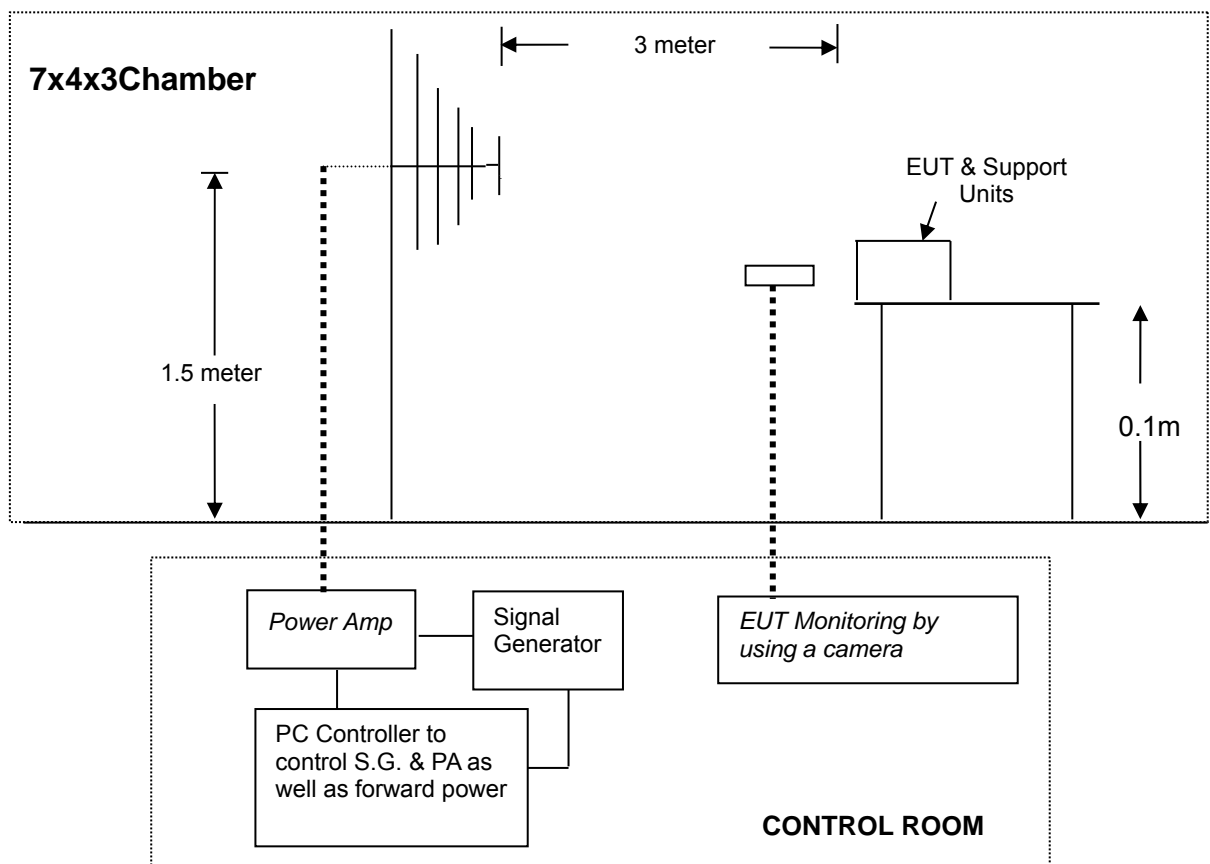 3 meter
7x4x3Chamber
EUT & Support
Units
1.5 meter
0.1m
Power Amp
Signal
Generator
EUT Monitoring by
using a camera
PC Controller to
control S.G. & PA as
well as forward power
CONTROL ROOM